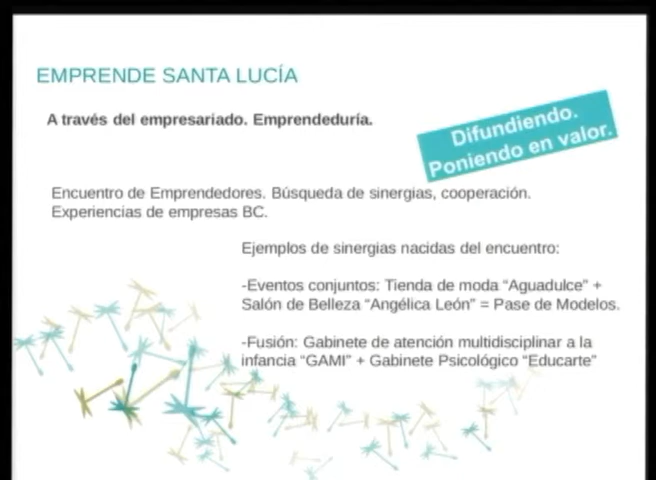 EMPRENDE SANTA LUCÍA
A través del empresariado. Emprendeduría.
Difundiendo.
Poniendo en valor.
Encuentro de Emprendedores. Búsqueda de sinergias, cooperación.
Experiencias de empresas BC.
Ejemplos de sinergias nacidas del encuentro:
-Eventos conjuntos: Tienda de moda “Aguadulce” +
Salón de Belleza “Angélica León” = Pase de Modelos.
-Fusión: Gabinete de atención multidisciplinar a la
infancia “GAMI” + Gabinete Psicológico “Educarte”